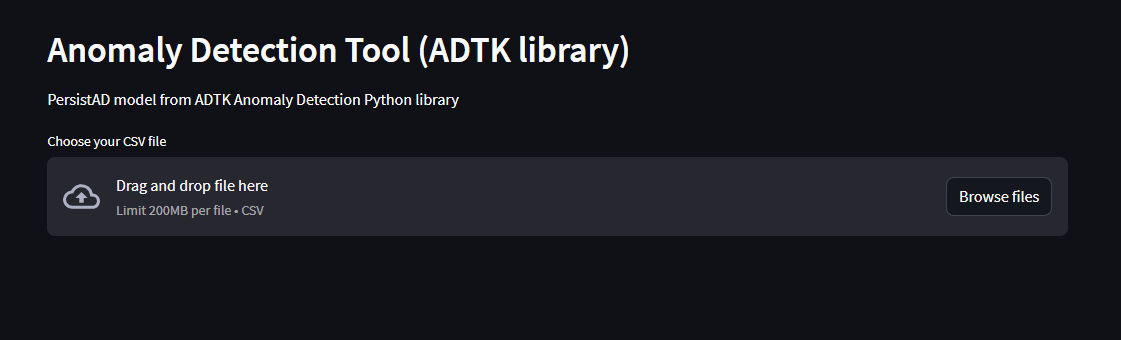 Anomaly Detection Tool (ADTK library)
PersistAD model from ADTK Anomaly Detection Python library
Choose your CSV file
Drag and drop file here
Limit 200MB per file • CSV
Browse files